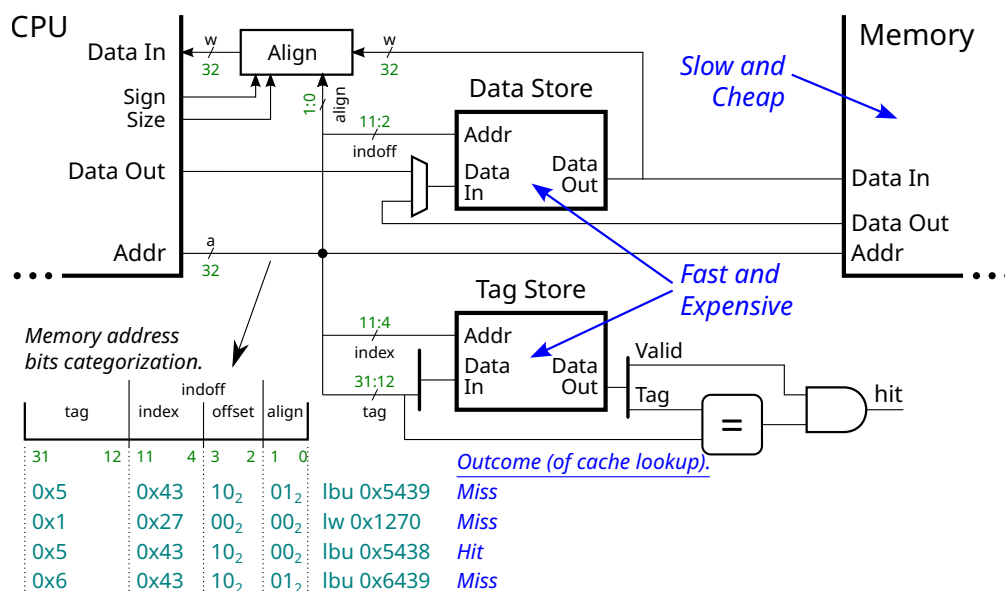 CPU
Memory
Data In
w
32
Align
w
32
Slow and
Cheap
Sign
Size
1:0
align
Data Store
11:2
indoff
Addr
Data
In
Data
Out
Data Out
Data In
Data Out
Addr
a
32
Addr
Fast and
Expensive
Tag Store
Memory address
bits categorization.
11:4
index
Addr
Data
In
Data
Out
31:12
tag
Valid
Tag
=
hit
indoff
tag index offset align
31 12 11 4 3 2 1 0
Outcome (of cache lookup).
0x5 0x43 10₂ 01₂ lbu 0x5439 Miss
0x1 0x27 00₂ 00₂ lw 0x1270 Miss
0x5 0x43 10₂ 00₂ lbu 0x5438 Hit
0x6 0x43 10₂ 01₂ lbu 0x6439 Miss